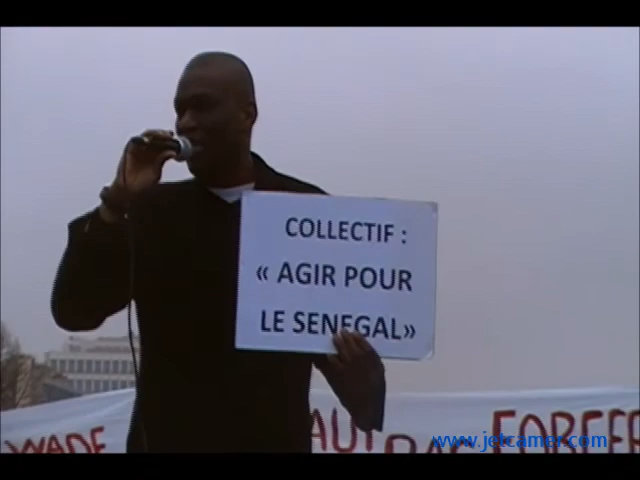 COLLECTIF :
« AGIR POUR
LE SENEGAL»
WADE
www.jetcamer.com